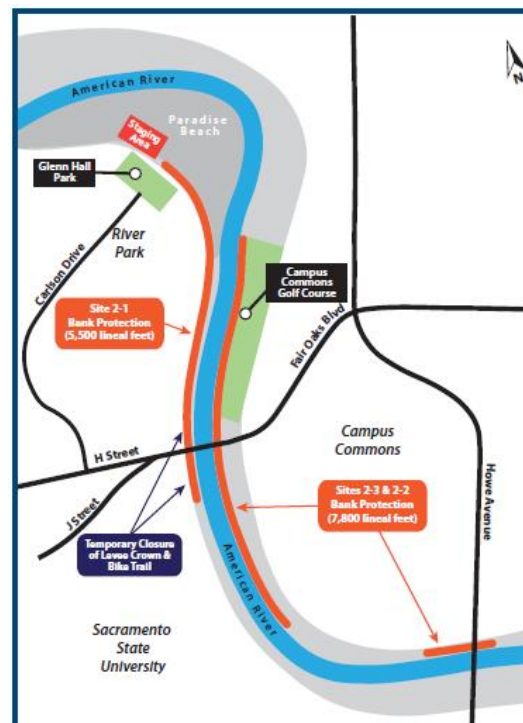 American River
Paradise
Beach
Staging
Area
Glenn Hall
Park
River
Park
Carlson Drive
Campus
Commons
Golf Course
Site 2-1
Bank Protection
(5,500 lineal feet)
Fair Oaks Blvd
H Street
Campus
Commons
J Street
Howe Avenue
Sites 2-3 & 2-2
Bank Protection
(7,800 lineal feet)
Temporary Closure
of Levee Crown &
Bike Trail
American River
Sacramento
State
University
N